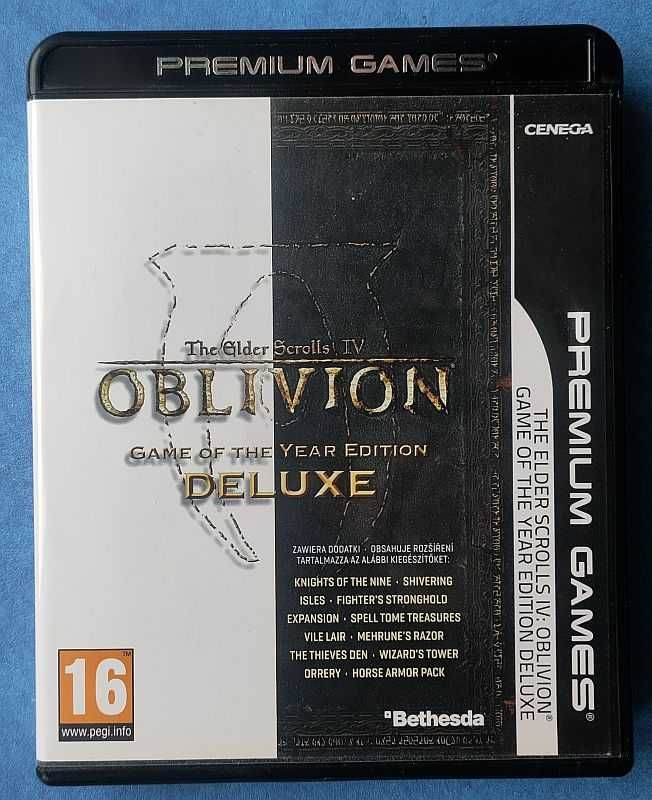 PREMIUM GAMES®
CENEGA
The Elder Scrolls IV
OBLIVION
GAME OF THE YEAR EDITION
DELUXE
ZAWIERA DODATKI · OBSAHUJE ROZŠÍŘENÍ
TARTALMAZZA AZ ALÁBBI KIEGÉSZÍTŐKET:
KNIGHTS OF THE NINE · SHIVERING
ISLES · FIGHTER'S STRONGHOLD
EXPANSION · SPELL TOME TREASURES
VILE LAIR · MEHRUNE'S RAZOR
THE THIEVES DEN · WIZARD'S TOWER
ORRERY · HORSE ARMOR PACK
16
™
www.pegi.info
Bethesda
PREMIUM GAMES®
THE ELDER SCROLLS IV: OBLIVION®
GAME OF THE YEAR EDITION DELUXE